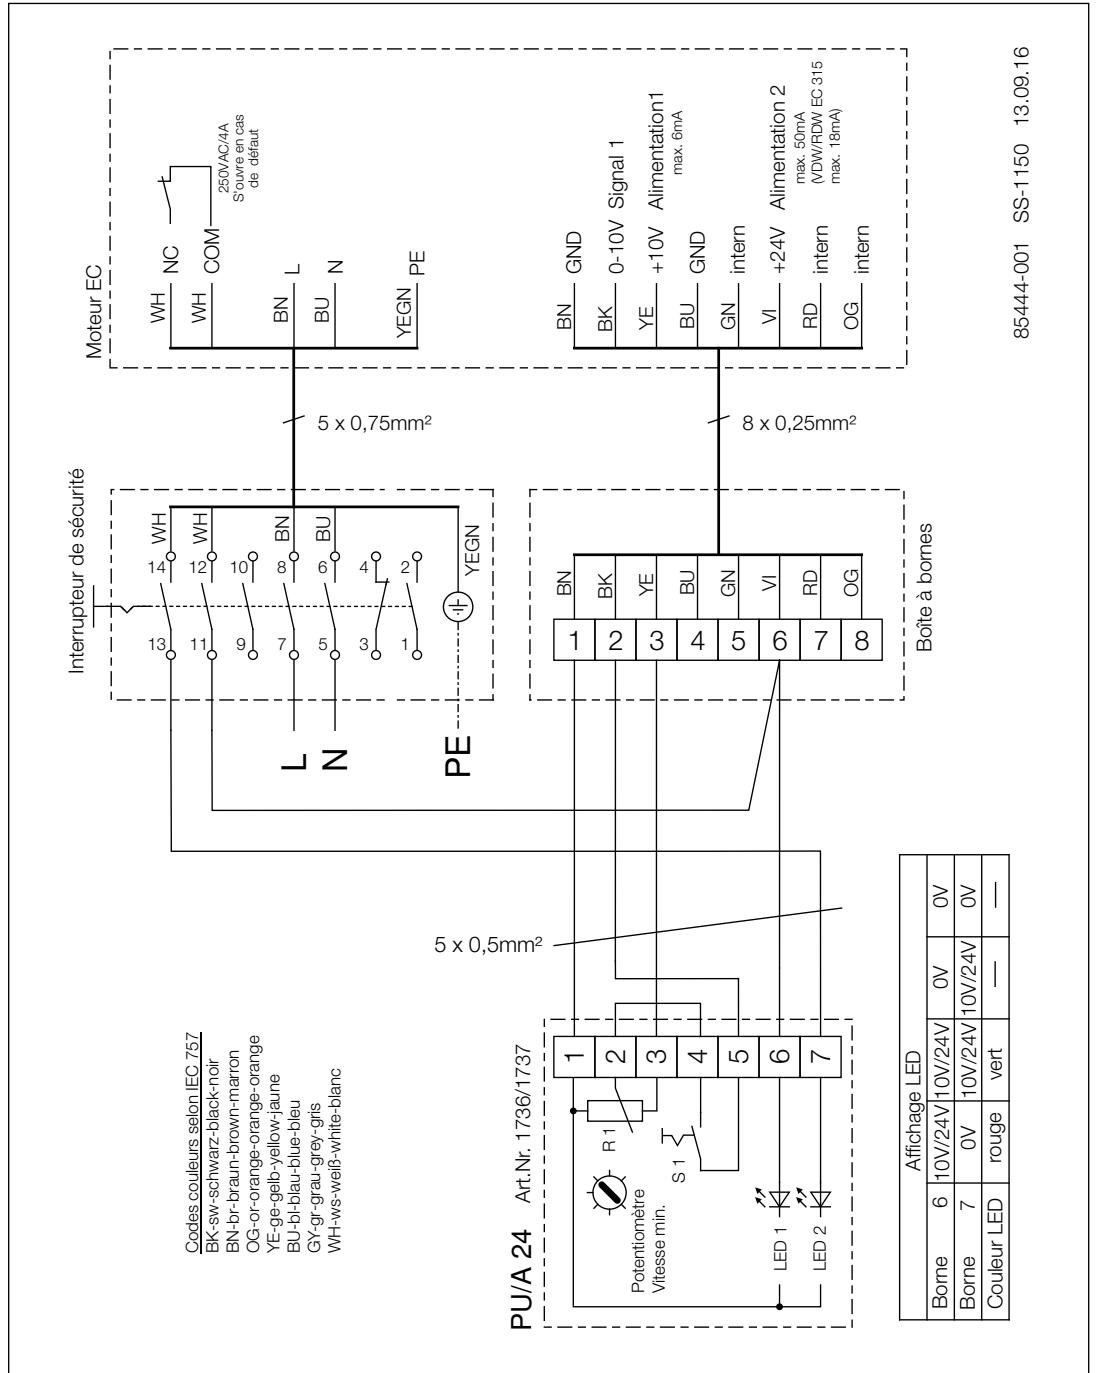 85444-001 SS-1150 13.09.16
Moteur EC
250VAC/4A
S'ouvre en cas
de défaut
NC
COM
L
N
PE
WH
WH
BN
BU
YEGN
GND
0-10V Signal 1
+10V Alimentation1
max. 6mA
GND
intern
+24V Alimentation 2
max. 50mA
(VDW/RDW EC 315
max. 18mA)
intern
intern
BN
BK
YE
BU
GN
VI
RD
OG
5 x 0,75mm²
8 x 0,25mm²
Interrupteur de sécurité
WH
WH
BN
BU
YEGN
14
12
10
8
6
4
2
13
11
9
7
5
3
1
L
N
PE
Boîte à bornes
BN
BK
YE
BU
GN
VI
RD
OG
1
2
3
4
5
6
7
8
5 x 0,5mm²
Codes couleurs selon IEC 757
BK-sw-schwarz-black-noir
BN-br-braun-brown-marron
OG-or-orange-orange-orange
YE-ge-gelb-yellow-jaune
BU-bl-blau-blue-bleu
GY-gr-grau-grey-gris
WH-ws-weiß-white-blanc
PU/A 24 Art.Nr. 1736/1737
1
2
3
4
5
6
7
R 1
S 1
Potentiomètre
Vitesse min.
LED 1
LED 2
Affichage LED
Borne 6 10V/24V 10V/24V 0V 0V
Borne 7 0V 10V/24V 10V/24V 0V
Couleur LED rouge vert — —